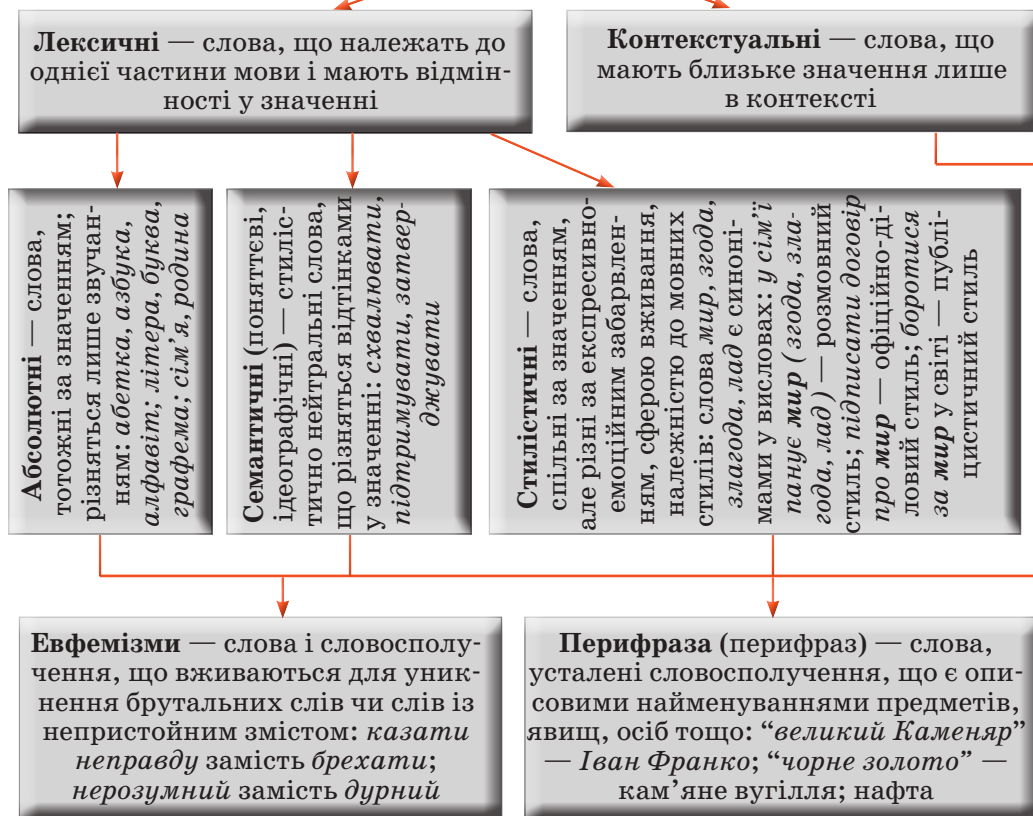 Лексичні — слова, що належать до
однієї частини мови і мають відмін-
ності у значенні
Контекстуальні — слова, що
мають близьке значення лише
в контексті
Абсолютні — слова,
тотожні за значенням;
різняться лише звучан-
ням: абетка, азбука,
алфавіт; літера, буква,
графема; сім’я, родина
Семантичні (поняттєві,
ідеографічні) — стиліс-
тично нейтральні слова,
що різняться відтінками
у значенні: схвалювати,
підтримувати, затвер-
джувати
Стилістичні — слова,
спільні за значенням,
але різні за експресивно-
емоційним забарвлен-
ням, сферою вживання,
належністю до мовних
стилів: слова мир, згода,
злагода, лад є синоні-
мами у висловах: у сім’ї
панує мир (згода, зла-
года, лад) — розмовний
стиль; підписати договір
про мир — офіційно-ді-
ловий стиль; боротися
за мир у світі — публі-
цистичний стиль
Евфемізми — слова і словосполу-
чення, що вживаються для уник-
нення брутальних слів чи слів із
непристойним змістом: казати
неправду замість брехати;
нерозумний замість дурний
Перифраза (перифраз) — слова,
усталені словосполучення, що є опи-
совими найменуваннями предметів,
явищ, осіб тощо: “великий Каменяр”
— Іван Франко; “чорне золото” —
кам’яне вугілля; нафта